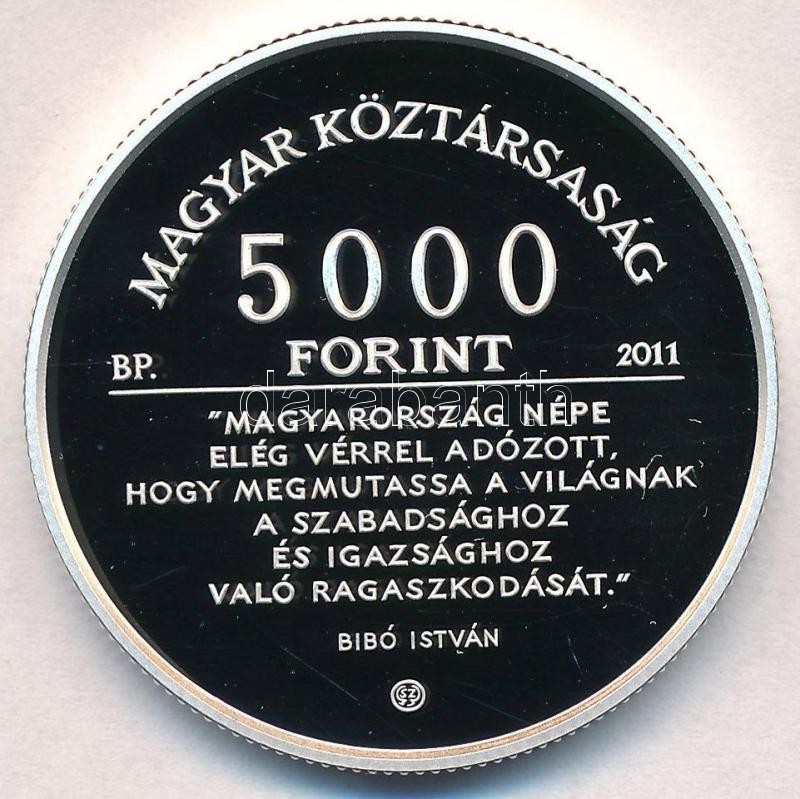 MAGYAR KÖZTÁRSASÁG
5000
FORINT
BP. 2011
darabanth
"MAGYARORSZÁG NÉPE
ELÉG VÉRREL ADÓZOTT,
HOGY MEGMUTASSA A VILÁGNAK
A SZABADSÁGHOZ
ÉS IGAZSÁGHOZ
VALÓ RAGASZKODÁSÁT."
BIBÓ ISTVÁN